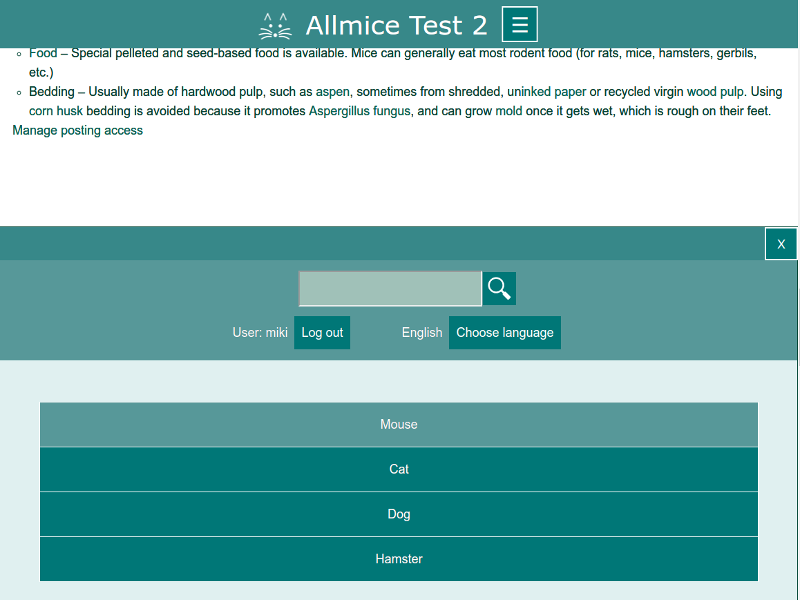 Allmice Test 2
Food – Special pelleted and seed-based food is available. Mice can generally eat most rodent food (for rats, mice, hamsters, gerbils,
etc.)
Bedding – Usually made of hardwood pulp, such as aspen, sometimes from shredded, uninked paper or recycled virgin wood pulp. Using
corn husk bedding is avoided because it promotes Aspergillus fungus, and can grow mold once it gets wet, which is rough on their feet.
Manage posting access
X
User: miki Log out English Choose language
Mouse
Cat
Dog
Hamster